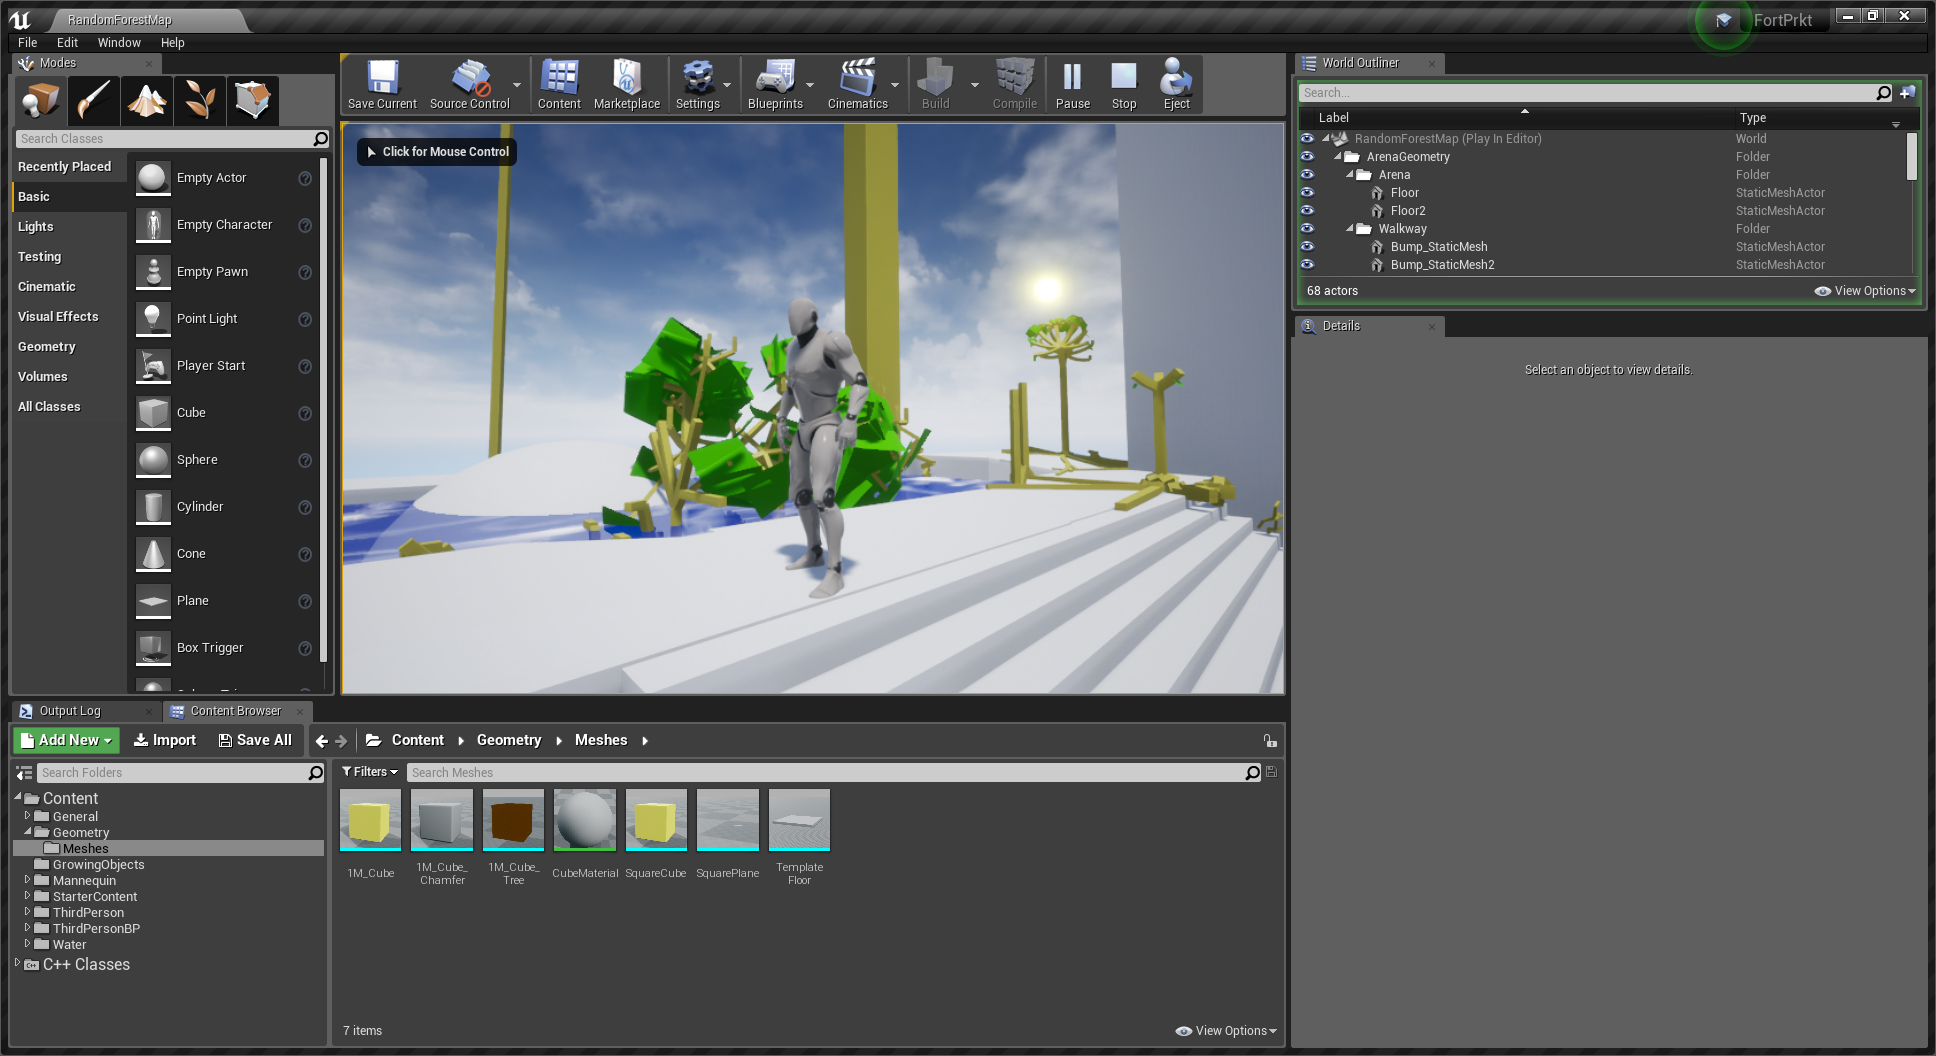 RandomForestMap
FortPrkt
File Edit Window Help
Modes
Search Classes
Recently Placed
Basic
Lights
Testing
Cinematic
Visual Effects
Geometry
Volumes
All Classes
Empty Actor
Empty Character
Empty Pawn
Point Light
Player Start
Cube
Sphere
Cylinder
Cone
Plane
Box Trigger
Save Current Source Control Content Marketplace Settings Blueprints Cinematics Build Compile Pause Stop Eject
Click for Mouse Control
World Outliner
Search...
Label Type
RandomForestMap (Play In Editor) World
ArenaGeometry Folder
Arena Folder
Floor StaticMeshActor
Floor2 StaticMeshActor
Walkway Folder
Bump_StaticMesh StaticMeshActor
Bump_StaticMesh2 StaticMeshActor
68 actors View Options
Details
Select an object to view details.
Output Log Content Browser
Add New Import Save All Content Geometry Meshes
Search Folders
Content
General
Geometry
Meshes
GrowingObjects
Mannequin
StarterContent
ThirdPerson
ThirdPersonBP
Water
C++ Classes
Filters Search Meshes
1M_Cube
1M_Cube_
Chamfer
1M_Cube_
Tree
CubeMaterial
SquareCube
SquarePlane
Template
Floor
7 items View Options